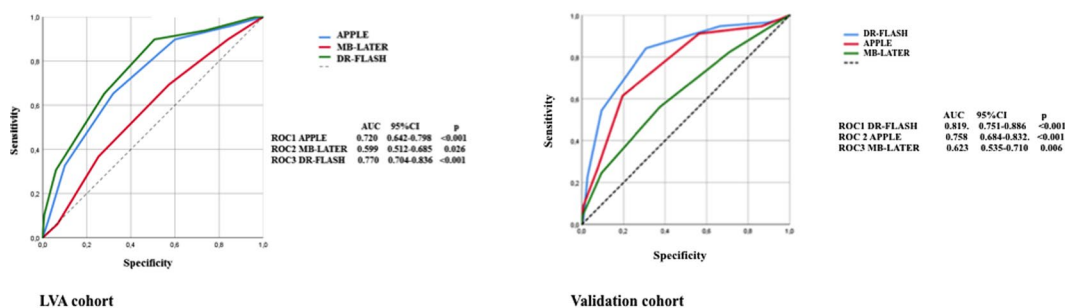 1,0
0,8
0,6
0,4
0,2
0,0
Sensitivity
0,0 0,2 0,4 0,6 0,8 1,0
Specificity
APPLE
MB-LATER
DR-FLASH
AUC 95%CI p
ROC1 APPLE 0.720 0.642-0.798 <0.001
ROC2 MB-LATER 0.599 0.512-0.685 0.026
ROC3 DR-FLASH 0.770 0.704-0.836 <0.001
LVA cohort
1,0
0,8
0,6
0,4
0,2
0,0
Sensitivity
0,0 0,2 0,4 0,6 0,8 1,0
Specificity
DR-FLASH
APPLE
MB-LATER
AUC 95%CI p
ROC1 DR-FLASH 0.819. 0.751-0.886 <0.001
ROC 2 APPLE 0.758 0.684-0.832. <0.001
ROC3 MB-LATER 0.623 0.535-0.710 0.006
Validation cohort